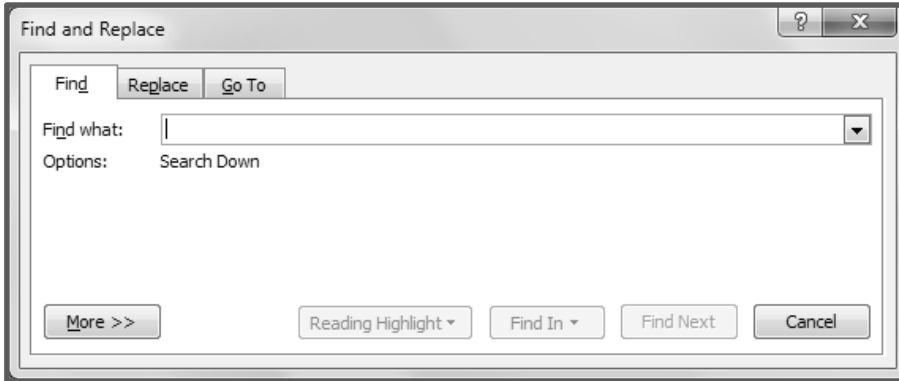 Find and Replace ? X
Find Replace Go To
Find what:
Options: Search Down
More >> Reading Highlight Find In Find Next Cancel